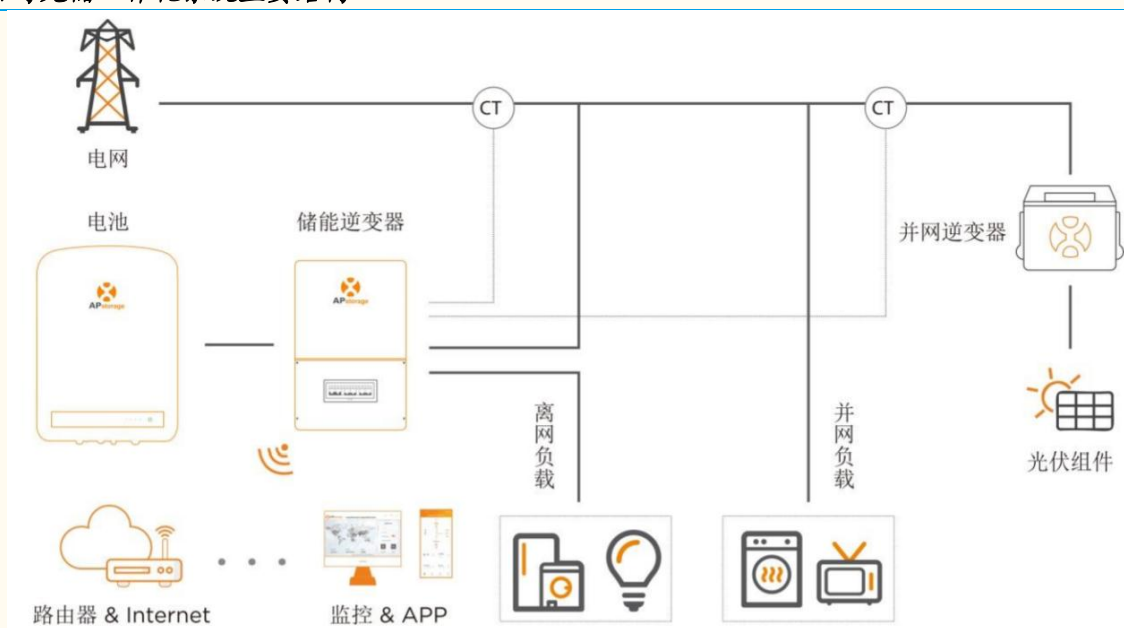 CT
CT
电网
电池
储能逆变器
并网逆变器
APstorage
APstorage
离网负载
并网负载
光伏组件
路由器 & Internet
监控 & APP